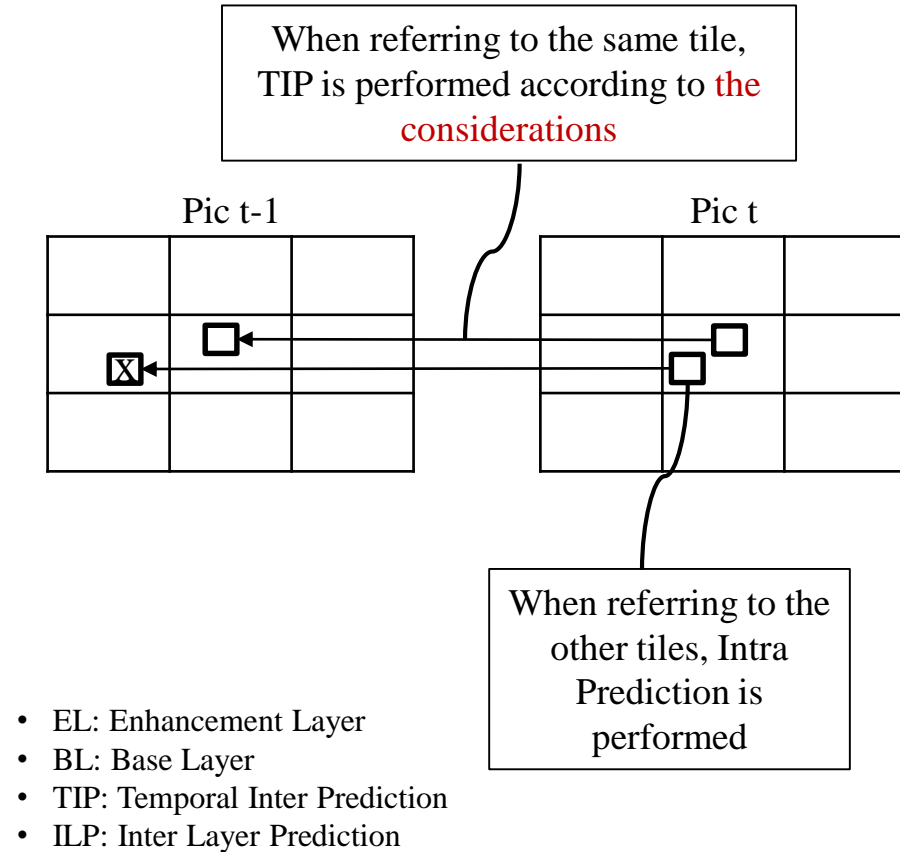 When referring to the same tile,
TIP is performed according to the
considerations
Pic t-1
Pic t
X
When referring to the
other tiles, Intra
Prediction is
performed
• EL: Enhancement Layer
• BL: Base Layer
• TIP: Temporal Inter Prediction
• ILP: Inter Layer Prediction